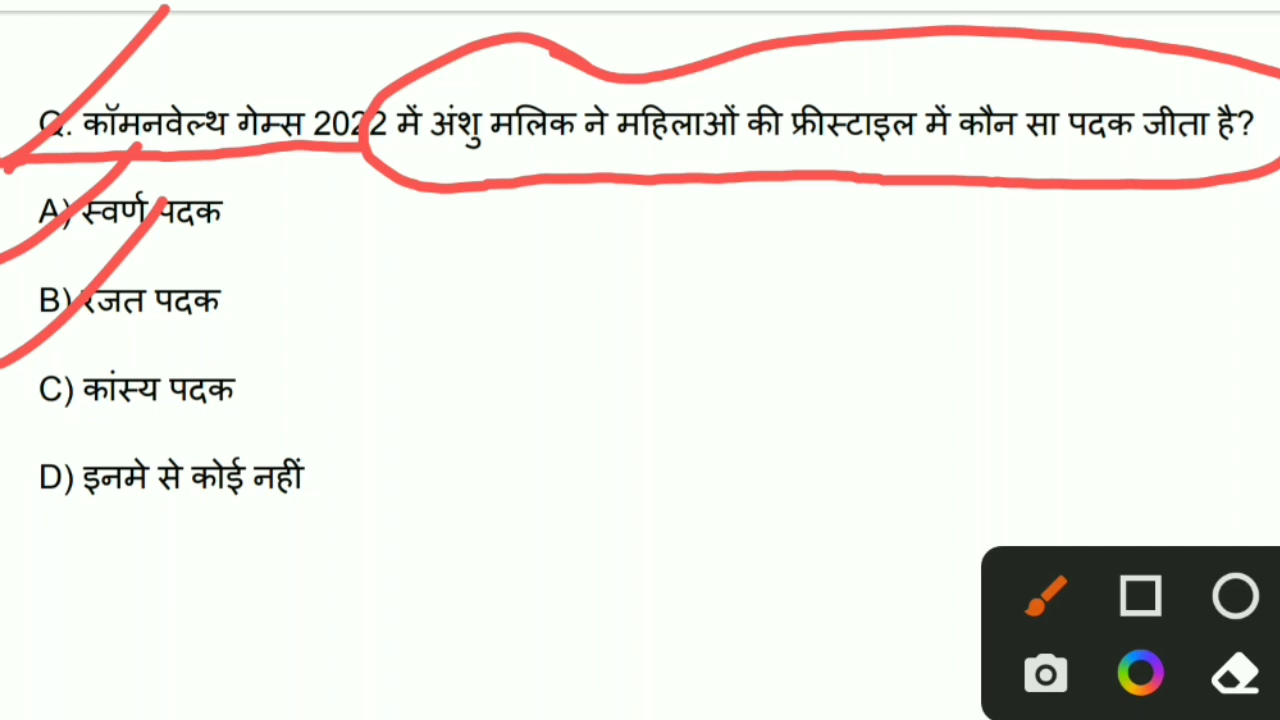 Q. कॉमनवेल्थ गेम्स 2022 में अंशु मलिक ने महिलाओं की फ्रीस्टाइल में कौन सा पदक जीता है?
A) स्वर्ण पदक
B) रजत पदक
C) कांस्य पदक
D) इनमे से कोई नहीं